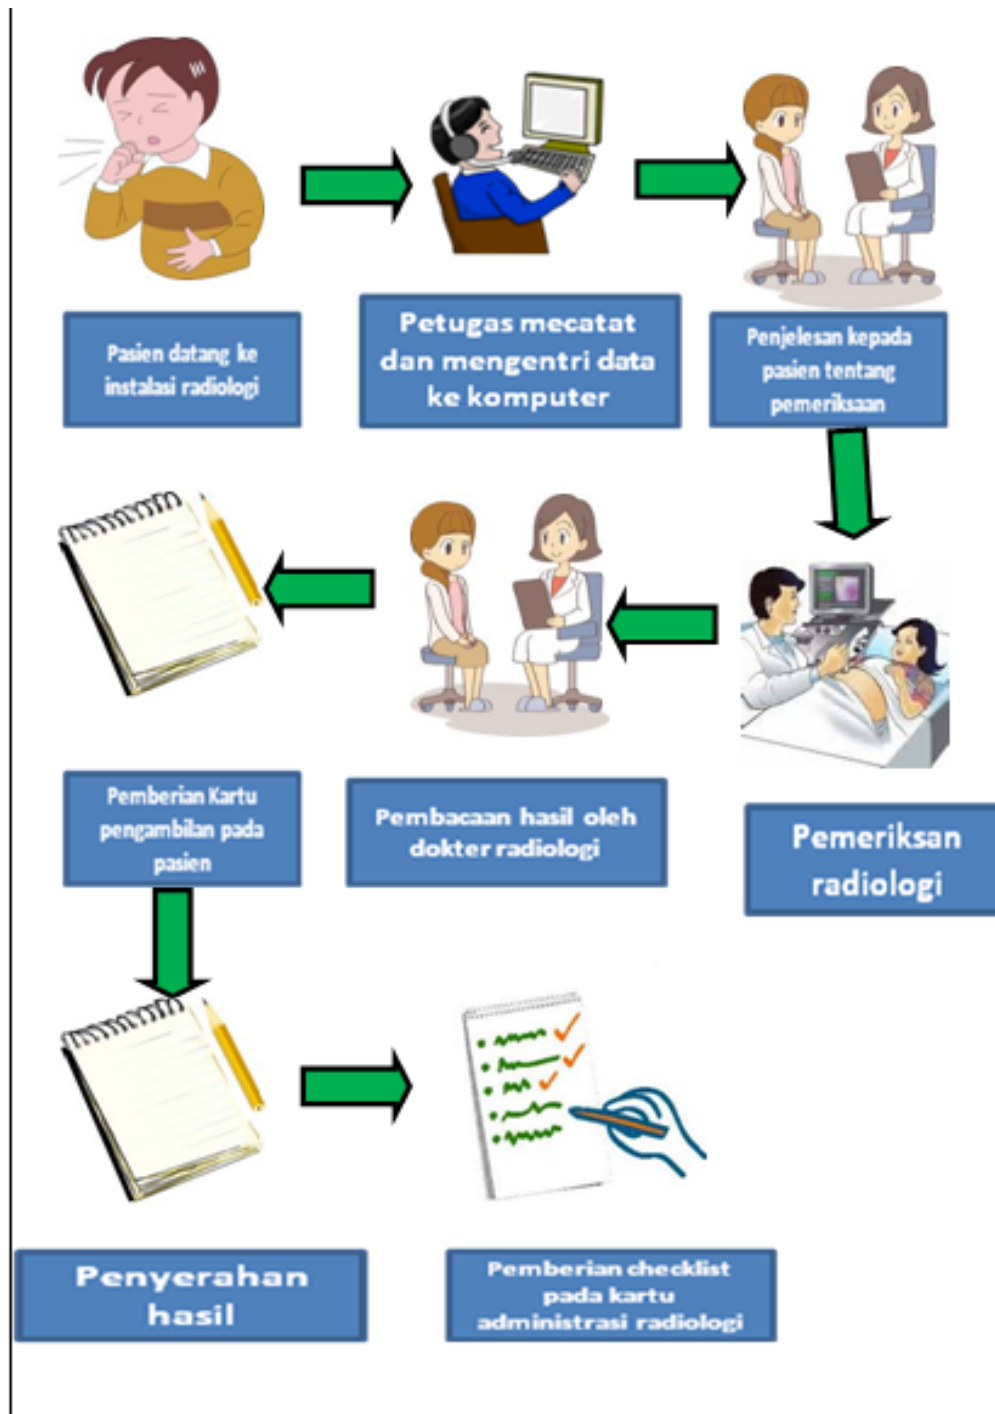 Pasien datang ke
instalasi radiologi
Petugas mecatat
dan mengentri data
ke komputer
Penjelesan kepada
pasien tentang
pemeriksaan
Pemeriksan
radiologi
Pembacaan hasil oleh
dokter radiologi
Pemberian Kartu
pengambilan pada
pasien
Penyerahan
hasil
Pemberian checklist
pada kartu
administrasi radiologi